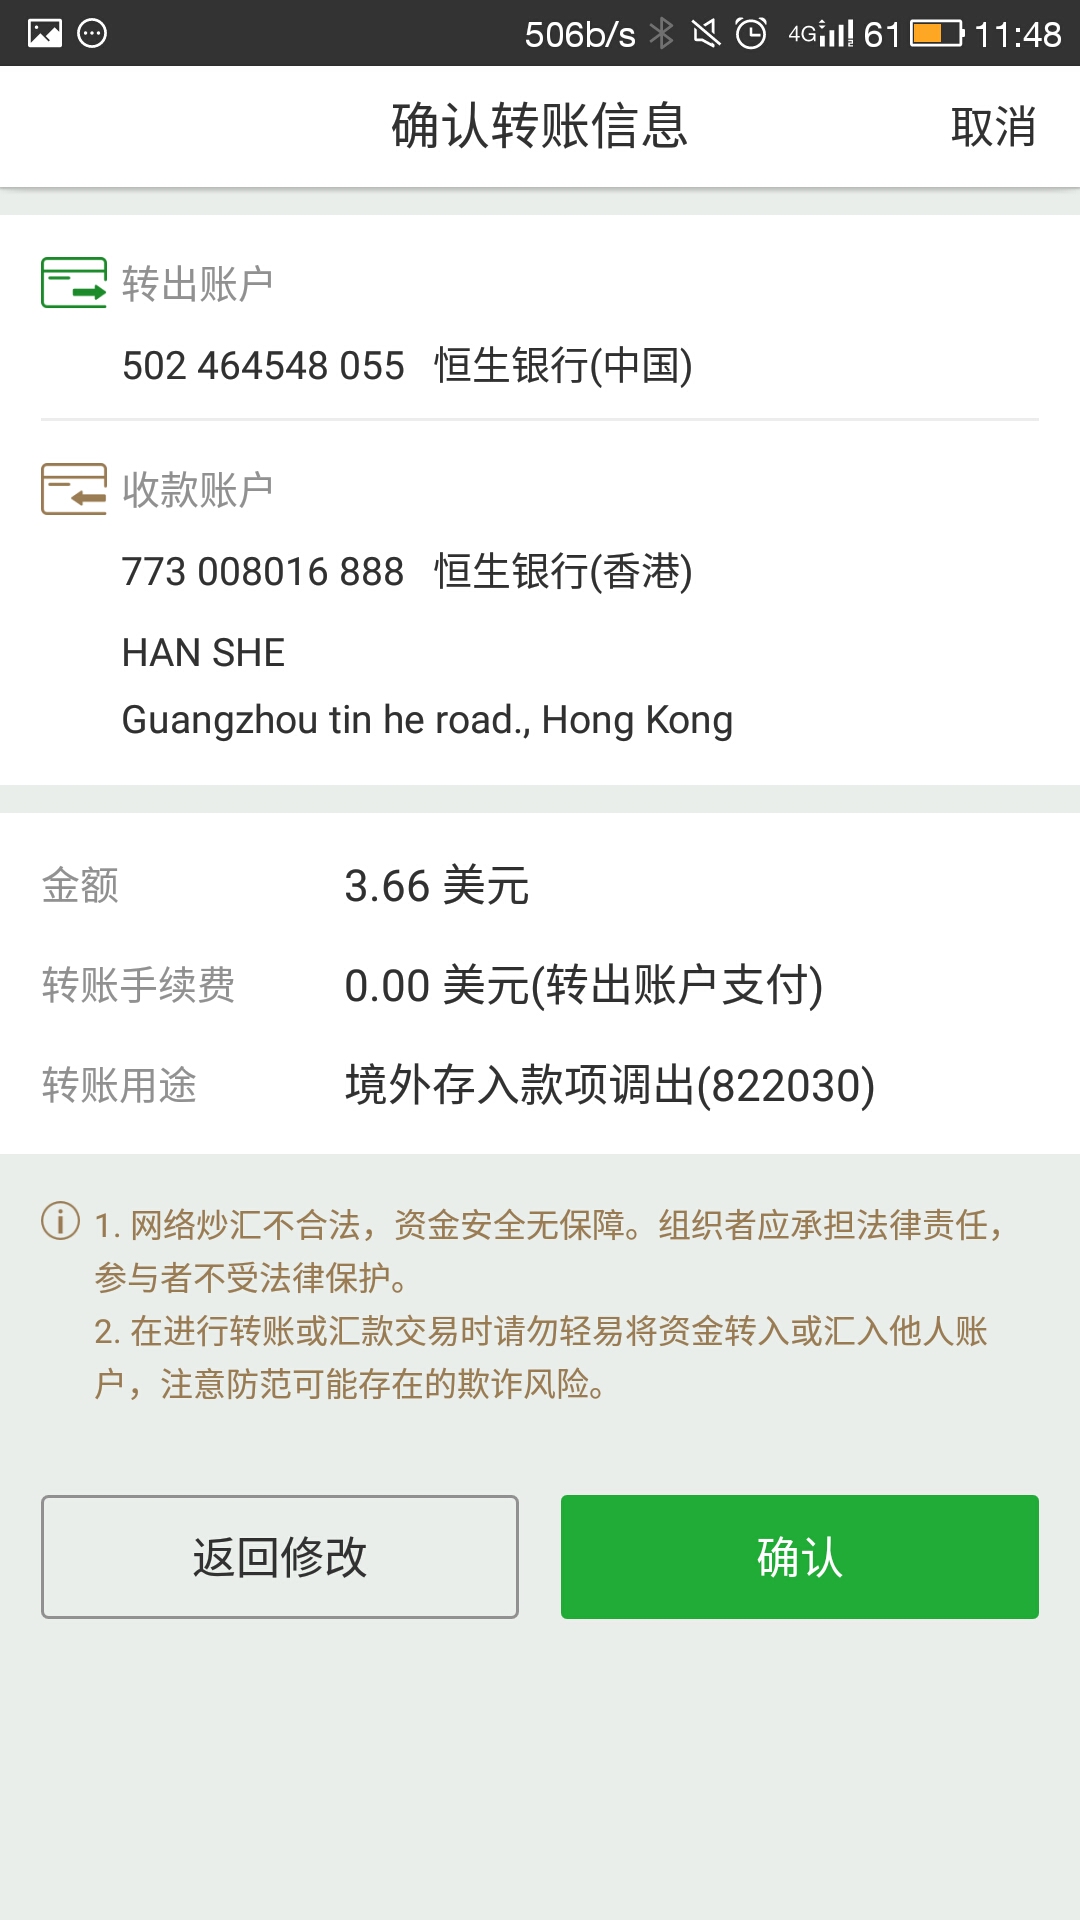 506b/s 4G 61 11:48
确认转账信息 取消
转出账户
502 464548 055 恒生银行(中国)
收款账户
773 008016 888 恒生银行(香港)
HAN SHE
Guangzhou tin he road., Hong Kong
金额 3.66 美元
转账手续费 0.00 美元(转出账户支付)
转账用途 境外存入款项调出(822030)
1. 网络炒汇不合法，资金安全无保障。组织者应承担法律责任，
参与者不受法律保护。
2. 在进行转账或汇款交易时请勿轻易将资金转入或汇入他人账
户，注意防范可能存在的欺诈风险。
返回修改 确认